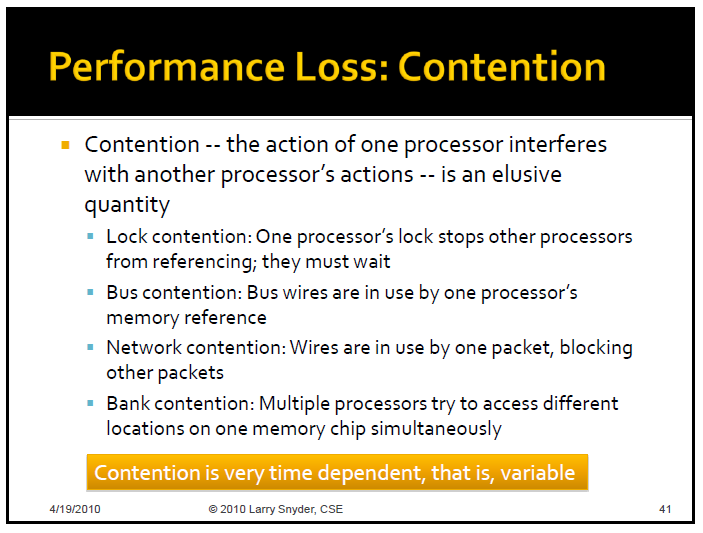 Performance Loss: Contention
Contention -- the action of one processor interferes
with another processor's actions -- is an elusive
quantity
Lock contention: One processor's lock stops other processors
from referencing; they must wait
Bus contention: Bus wires are in use by one processor's
memory reference
Network contention: Wires are in use by one packet, blocking
other packets
Bank contention: Multiple processors try to access different
locations on one memory chip simultaneously
Contention is very time dependent, that is, variable
4/19/2010
© 2010 Larry Snyder, CSE
41